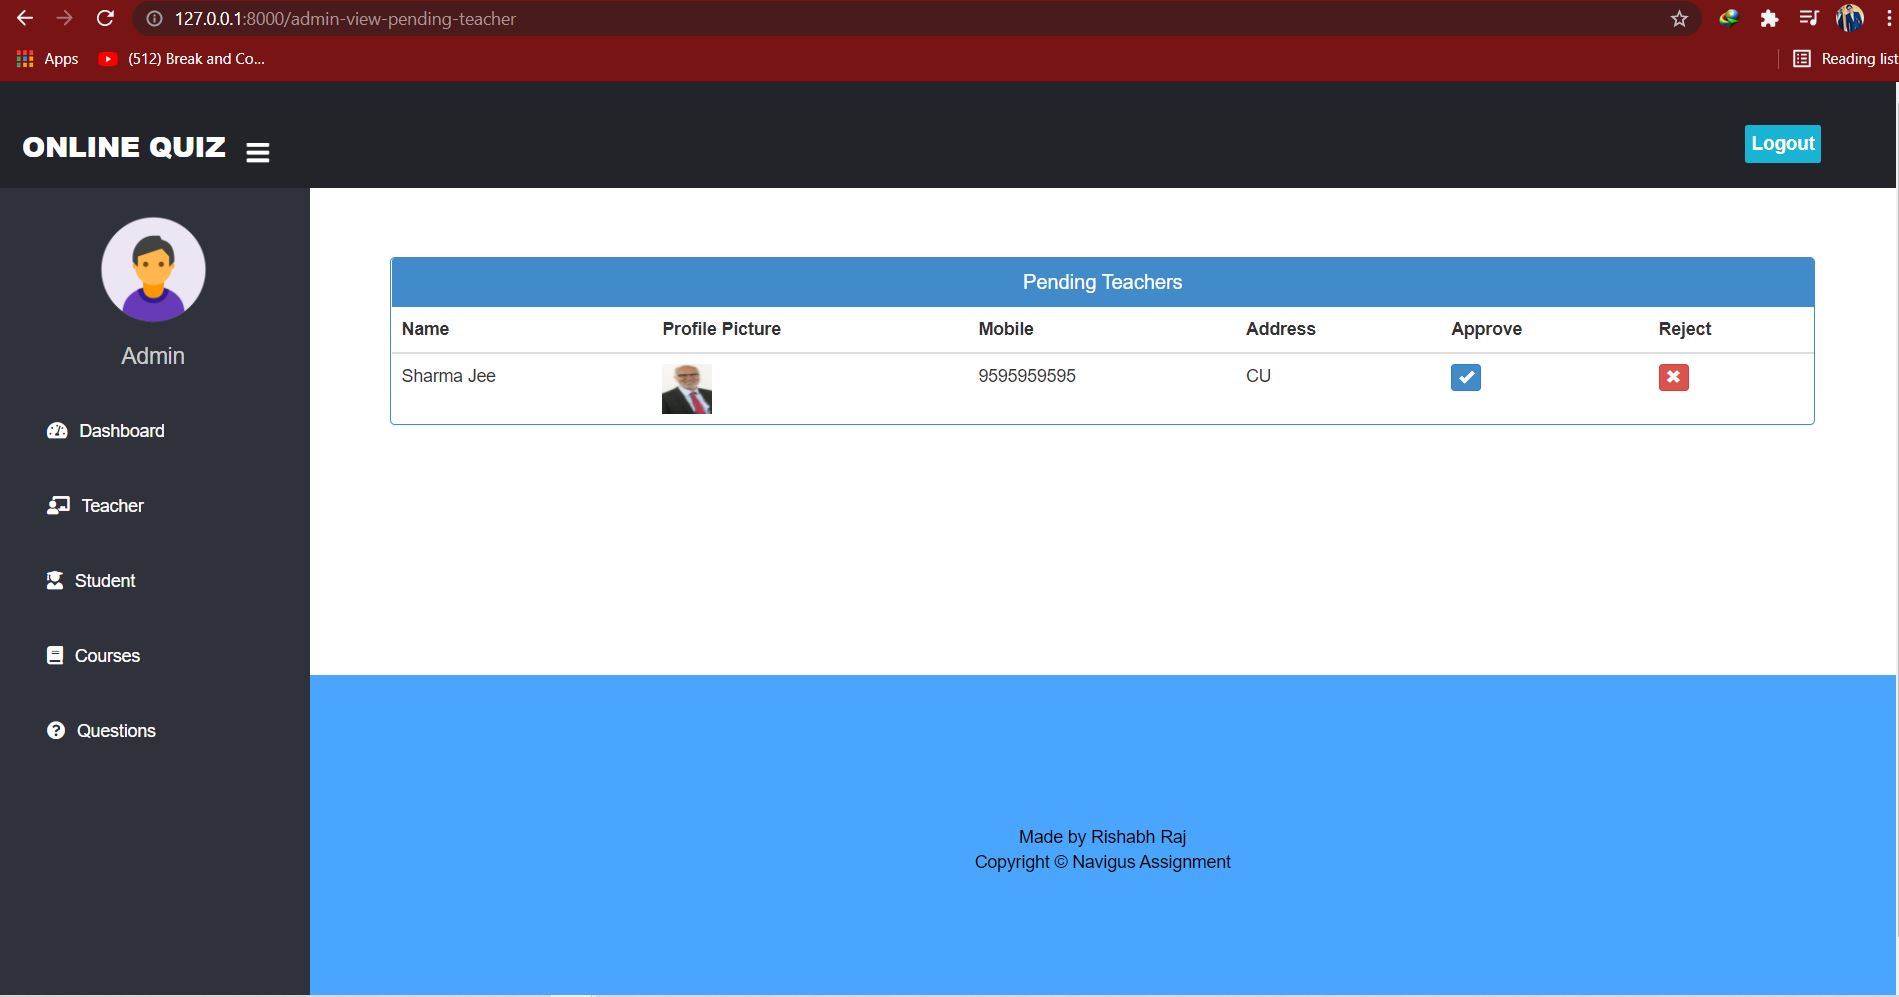 127.0.0.1:8000/admin-view-pending-teacher
Apps (512) Break and Co... Reading list
ONLINE QUIZ Logout
Admin
Dashboard
Teacher
Student
Courses
Questions
Pending Teachers
Name Profile Picture Mobile Address Approve Reject
Sharma Jee 9595959595 CU
Made by Rishabh Raj
Copyright © Navigus Assignment